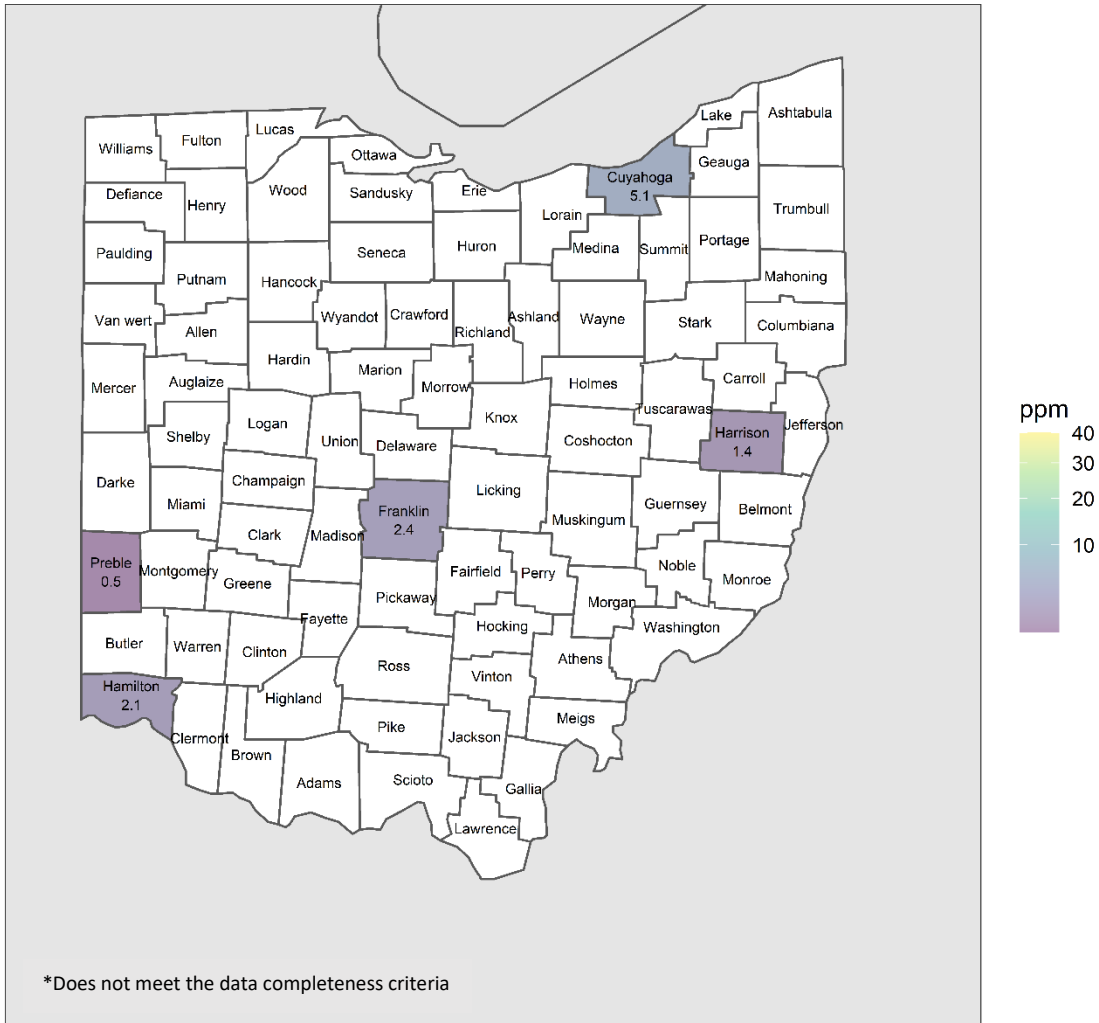 Ashtabula
Lake
Lucas
Fulton
Williams
Ottawa
Geauga
Cuyahoga
5.1
Wood
Sandusky
Erie
Defiance
Henry
Trumbull
Lorain
Portage
Huron
Medina
Summit
Seneca
Paulding
Mahoning
Putnam
Hancock
Van wert
Wyandot
Crawford
Ashland
Wayne
Stark
Columbiana
Allen
Richland
Hardin
Marion
Carroll
Auglaize
Mercer
Morrow
Holmes
Tuscarawas
Knox
Logan
Jefferson
Harrison
1.4
Shelby
Union
Delaware
Coshocton
Darke
Champaign
Licking
Guernsey
Miami
Franklin
2.4
Belmont
Muskingum
Clark
Madison
Preble
0.5
Montgomery
Noble
Fairfield
Perry
Greene
Monroe
Pickaway
Morgan
Fayette
Hocking
Washington
Butler
Warren
Clinton
Athens
Ross
Vinton
Hamilton
2.1
Highland
Meigs
Pike
Jackson
Clermont
Brown
Scioto
Adams
Gallia
Lawrence
ppm
40
30
20
10
*Does not meet the data completeness criteria